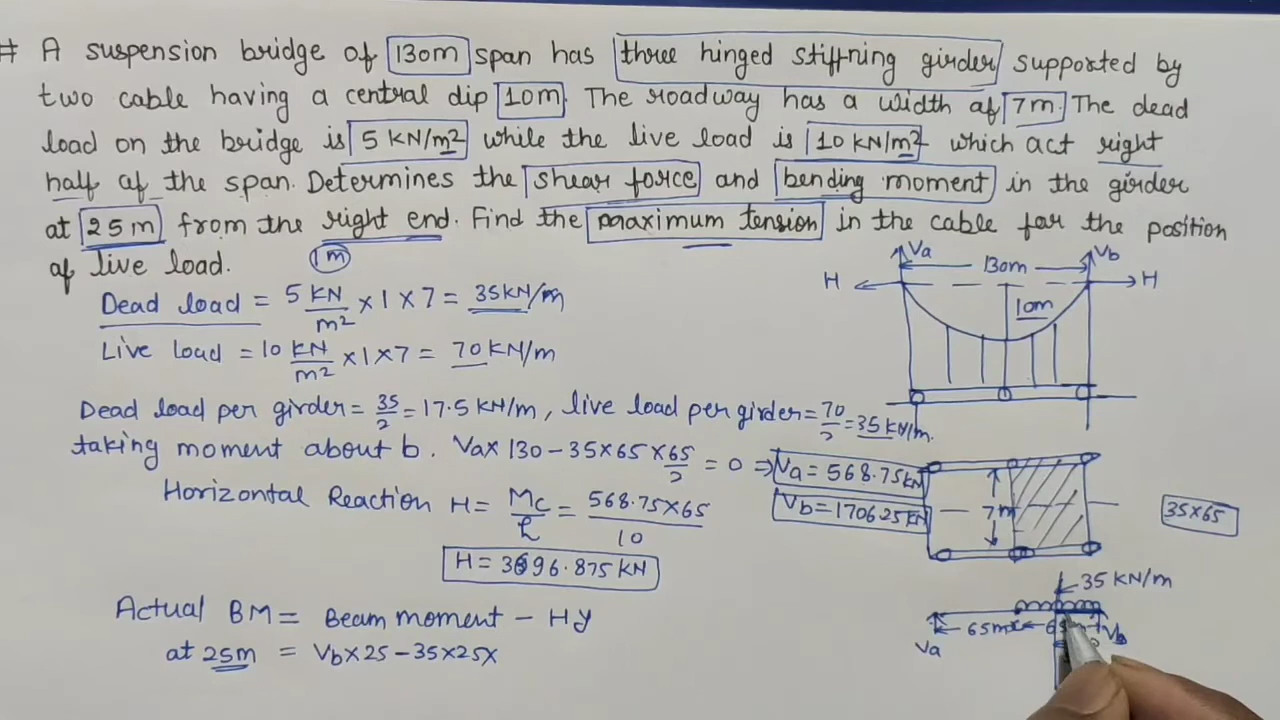 # A suspension bridge of 130m span has three hinged stiffning girder supported by
two cable having a central dip 10m. The roadway has a width of 7m. The dead
load on the bridge is 5 KN/m² while the live load is 10 KN/m² which act right
half of the span. Determines the shear force and bending moment in the girder
at 25m from the right end. Find the maximum tension in the cable for the position
of live load. 1m
Dead load = 5 KN/m² × 1 × 7 = 35KN/m
Live load = 10 KN/m² × 1 × 7 = 70 KN/m
Dead load per girder = 35/2 = 17.5 KN/m, live load per girder = 70/2 = 35 KN/m.
taking moment about b. Va × 130 - 35×65 × 65/2 = 0 ⇒ Va = 568.75KN
Vb = 1706.25 KN
Horizontal Reaction H = Mc/h = 568.75×65/10
H = 3696.875 KN
Actual BM = Beam moment - Hy
at 25m = Vb×25 - 35×25×
Va
Vb
H
130m
H
10m
7m
35×65
35 KN/m
65m
Vb
Va